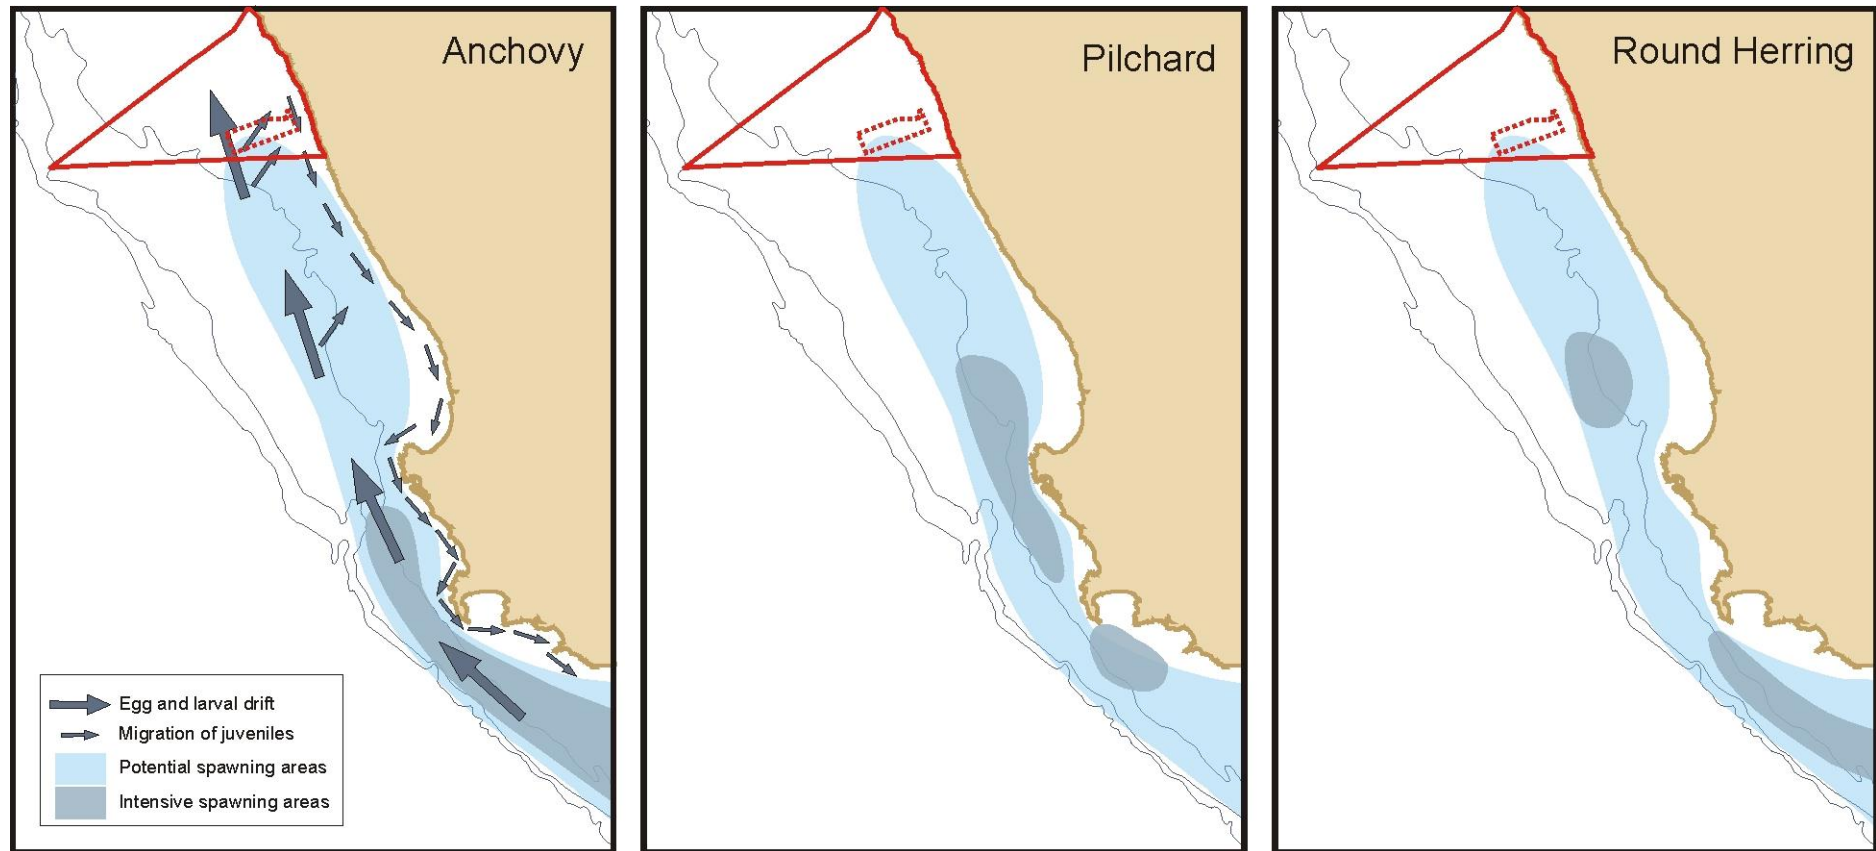 Anchovy
Pilchard
Round Herring
Egg and larval drift
Migration of juveniles
Potential spawning areas
Intensive spawning areas